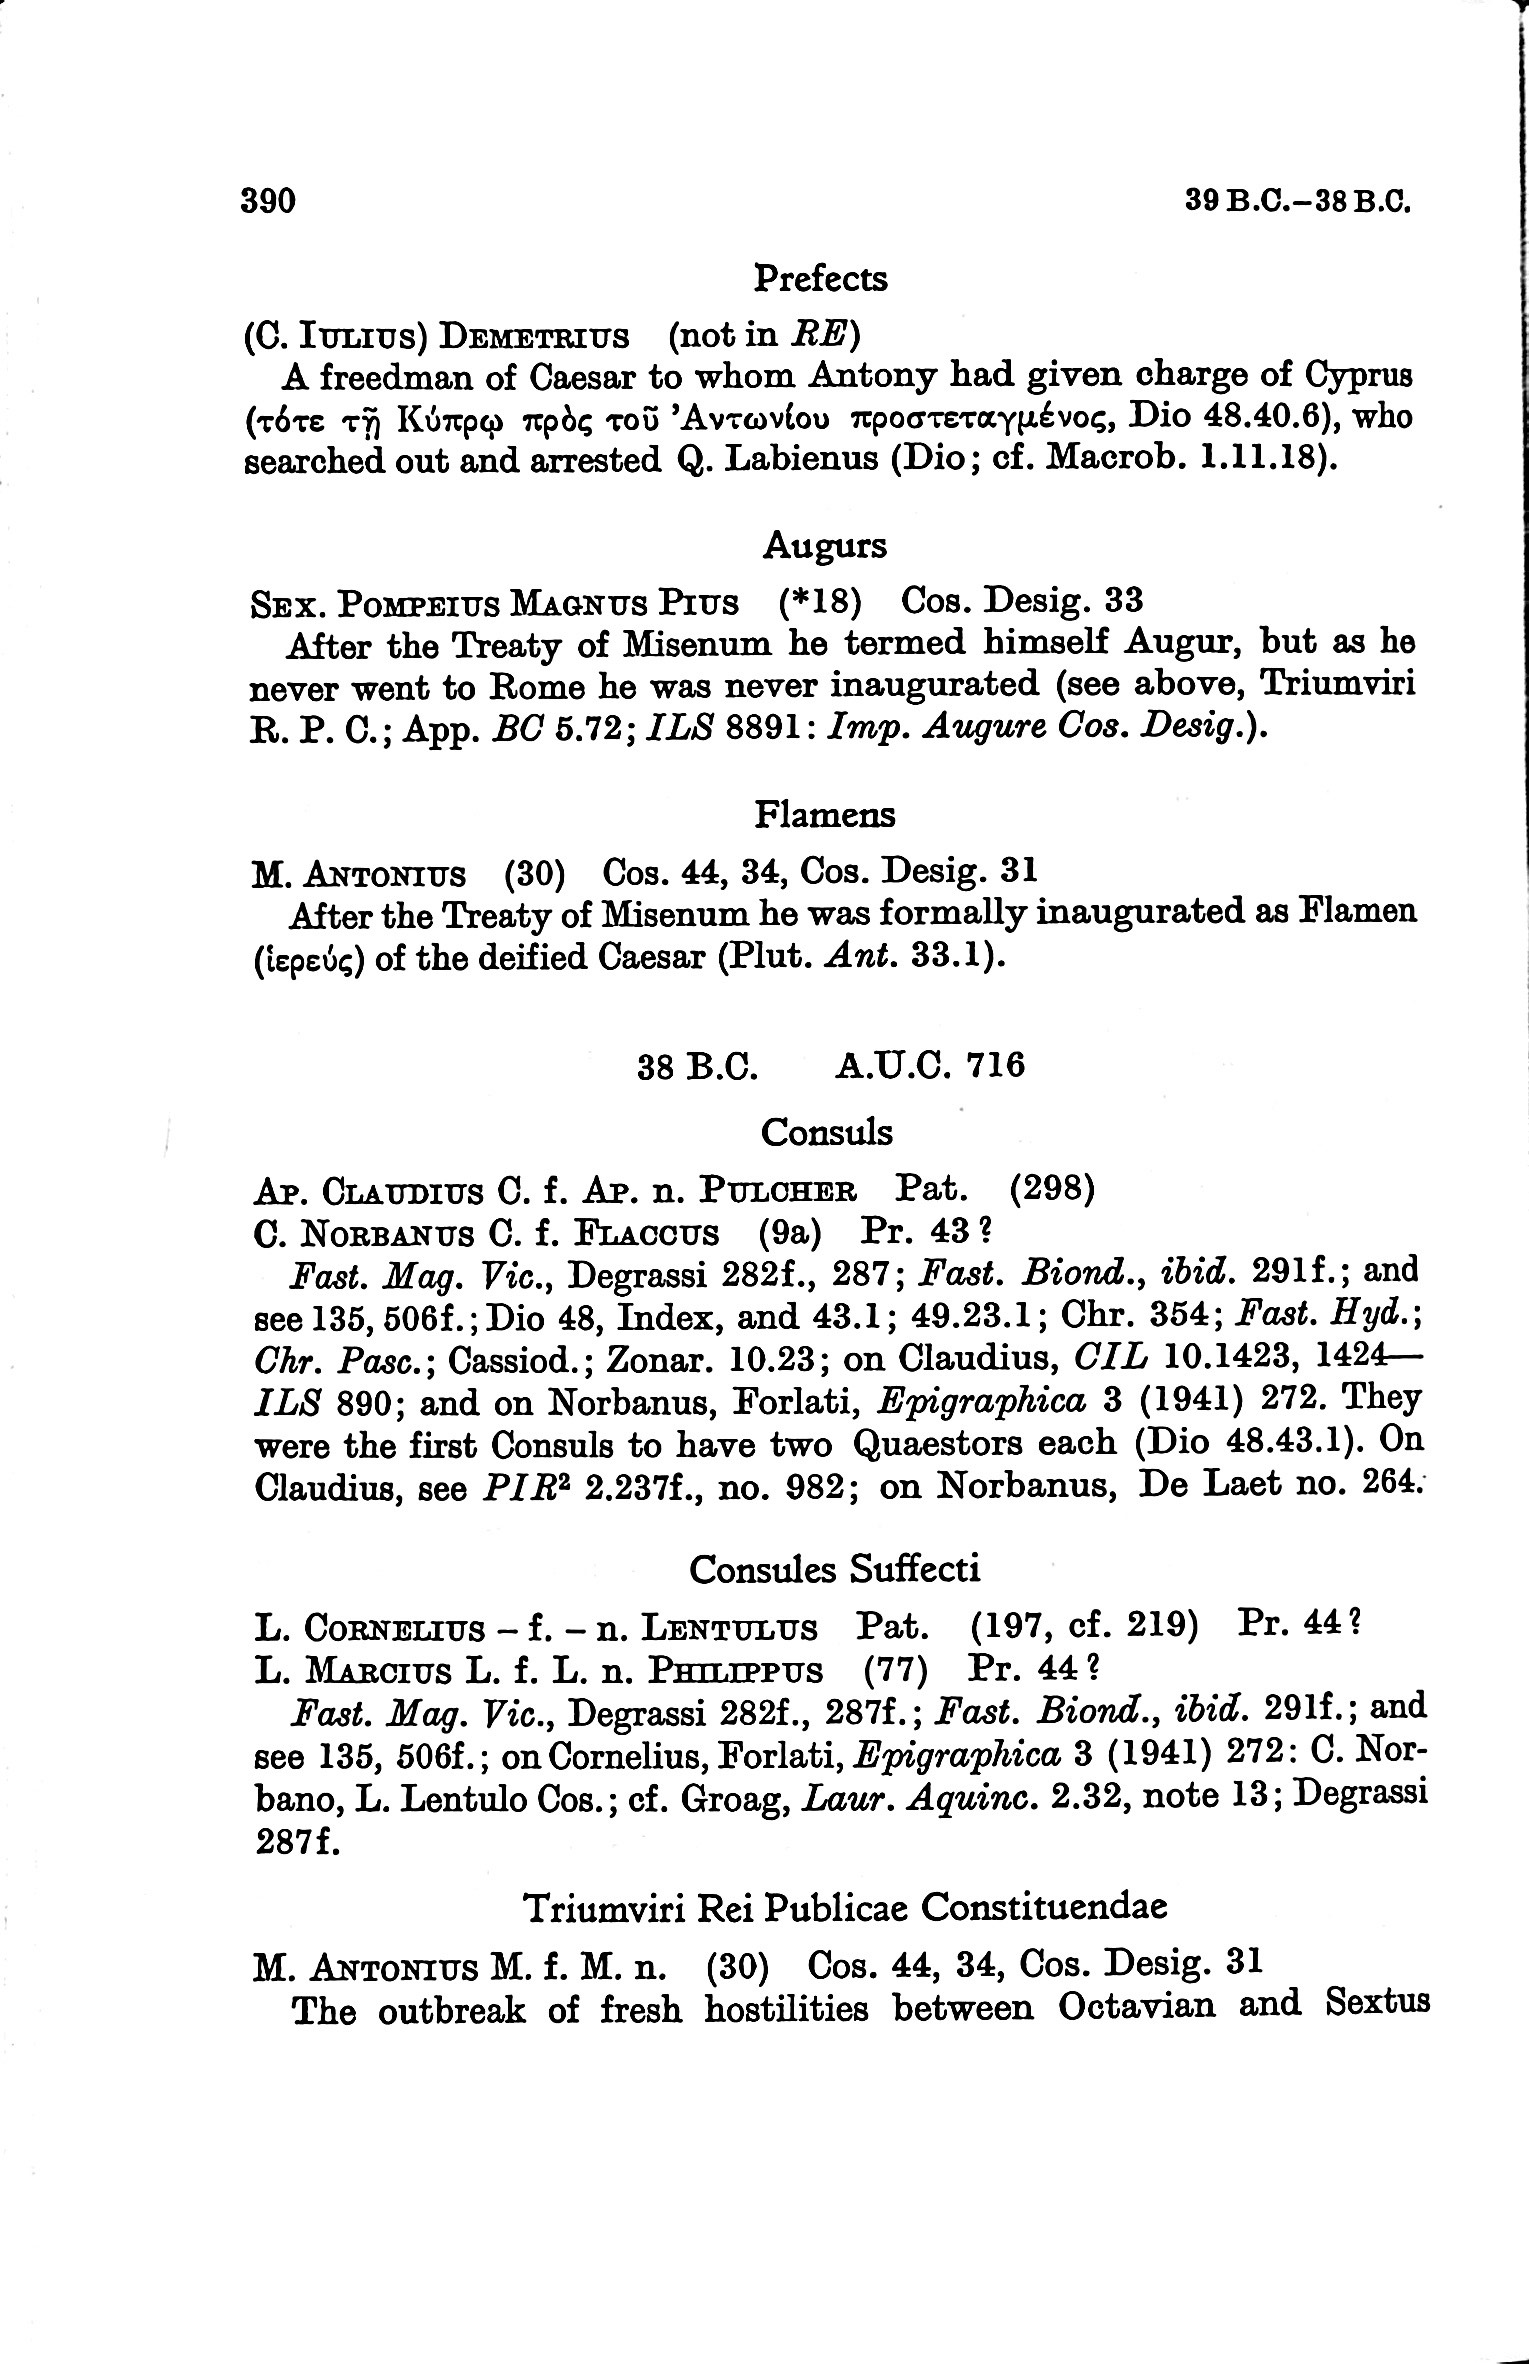 390 39 B.C.–38 B.C.
Prefects
(C. IULIUS) DEMETRIUS (not in RE)
A freedman of Caesar to whom Antony had given charge of Cyprus
(τότε τῇ Κύπρῳ πρὸς τοῦ Ἀντωνίου προστεταγμένος, Dio 48.40.6), who
searched out and arrested Q. Labienus (Dio; cf. Macrob. 1.11.18).
Augurs
SEX. POMPEIUS MAGNUS PIUS (*18) Cos. Desig. 33
After the Treaty of Misenum he termed himself Augur, but as he
never went to Rome he was never inaugurated (see above, Triumviri
R. P. C.; App. BC 5.72; ILS 8891: Imp. Augure Cos. Desig.).
Flamens
M. ANTONIUS (30) Cos. 44, 34, Cos. Desig. 31
After the Treaty of Misenum he was formally inaugurated as Flamen
(ἱερεύς) of the deified Caesar (Plut. Ant. 33.1).
38 B.C. A.U.C. 716
Consuls
AP. CLAUDIUS C. f. AP. n. PULCHER Pat. (298)
C. NORBANUS C. f. FLACCUS (9a) Pr. 43?
Fast. Mag. Vic., Degrassi 282f., 287; Fast. Biond., ibid. 291f.; and
see 135, 506f.; Dio 48, Index, and 43.1; 49.23.1; Chr. 354; Fast. Hyd.;
Chr. Pasc.; Cassiod.; Zonar. 10.23; on Claudius, CIL 10.1423, 1424—
ILS 890; and on Norbanus, Forlati, Epigraphica 3 (1941) 272. They
were the first Consuls to have two Quaestors each (Dio 48.43.1). On
Claudius, see PIR² 2.237f., no. 982; on Norbanus, De Laet no. 264.
Consules Suffecti
L. CORNELIUS – f. – n. LENTULUS Pat. (197, cf. 219) Pr. 44?
L. MARCIUS L. f. L. n. PHILIPPUS (77) Pr. 44?
Fast. Mag. Vic., Degrassi 282f., 287f.; Fast. Biond., ibid. 291f.; and
see 135, 506f.; on Cornelius, Forlati, Epigraphica 3 (1941) 272: C. Nor-
bano, L. Lentulo Cos.; cf. Groag, Laur. Aquinc. 2.32, note 13; Degrassi
287f.
Triumviri Rei Publicae Constituendae
M. ANTONIUS M. f. M. n. (30) Cos. 44, 34, Cos. Desig. 31
The outbreak of fresh hostilities between Octavian and Sextus